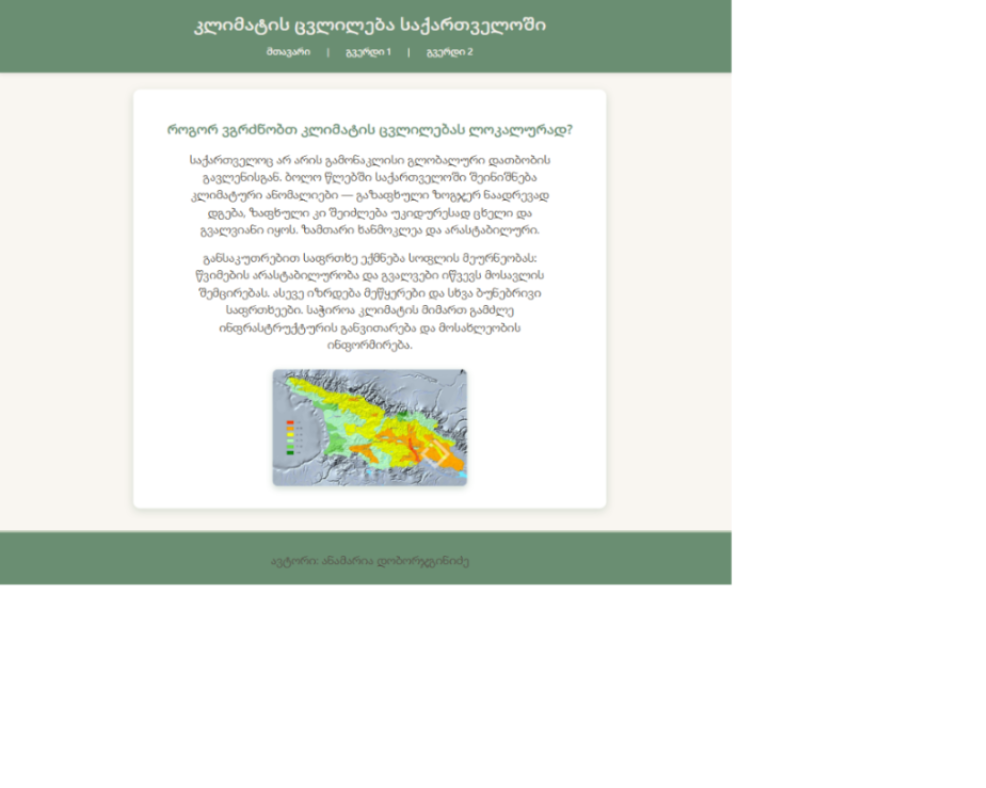 კლიმატის ცვლილება საქართველოში
მთავარი | გვერდი 1 | გვერდი 2
როგორ ვგრძნობთ კლიმატის ცვლილებას ლოკალურად?
საქართველოც არ არის გამონაკლისი გლობალური დათბობის
გავლენისგან. ბოლო წლებში საქართველოში შეინიშნება
კლიმატური ანომალიები — გაზაფხული ზოგჯერ ნაადრევად
დგება, ზაფხული კი შეიძლება უკიდურესად ცხელი და
გვალვიანი იყოს. ზამთარი ხანმოკლეა და არასტაბილური.
განსაკუთრებით საფრთხე ექმნება სოფლის მეურნეობას:
წვიმების არასტაბილურობა და გვალვები იწვევს მოსავლის
შემცირებას. ასევე იზრდება მეწყერები და სხვა ბუნებრივი
საფრთხეები. საჭიროა კლიმატის მიმართ გამძლე
ინფრასტრუქტურის განვითარება და მოსახლეობის
ინფორმირება.
ავტორი: ანამარია დობორჯგინიძე